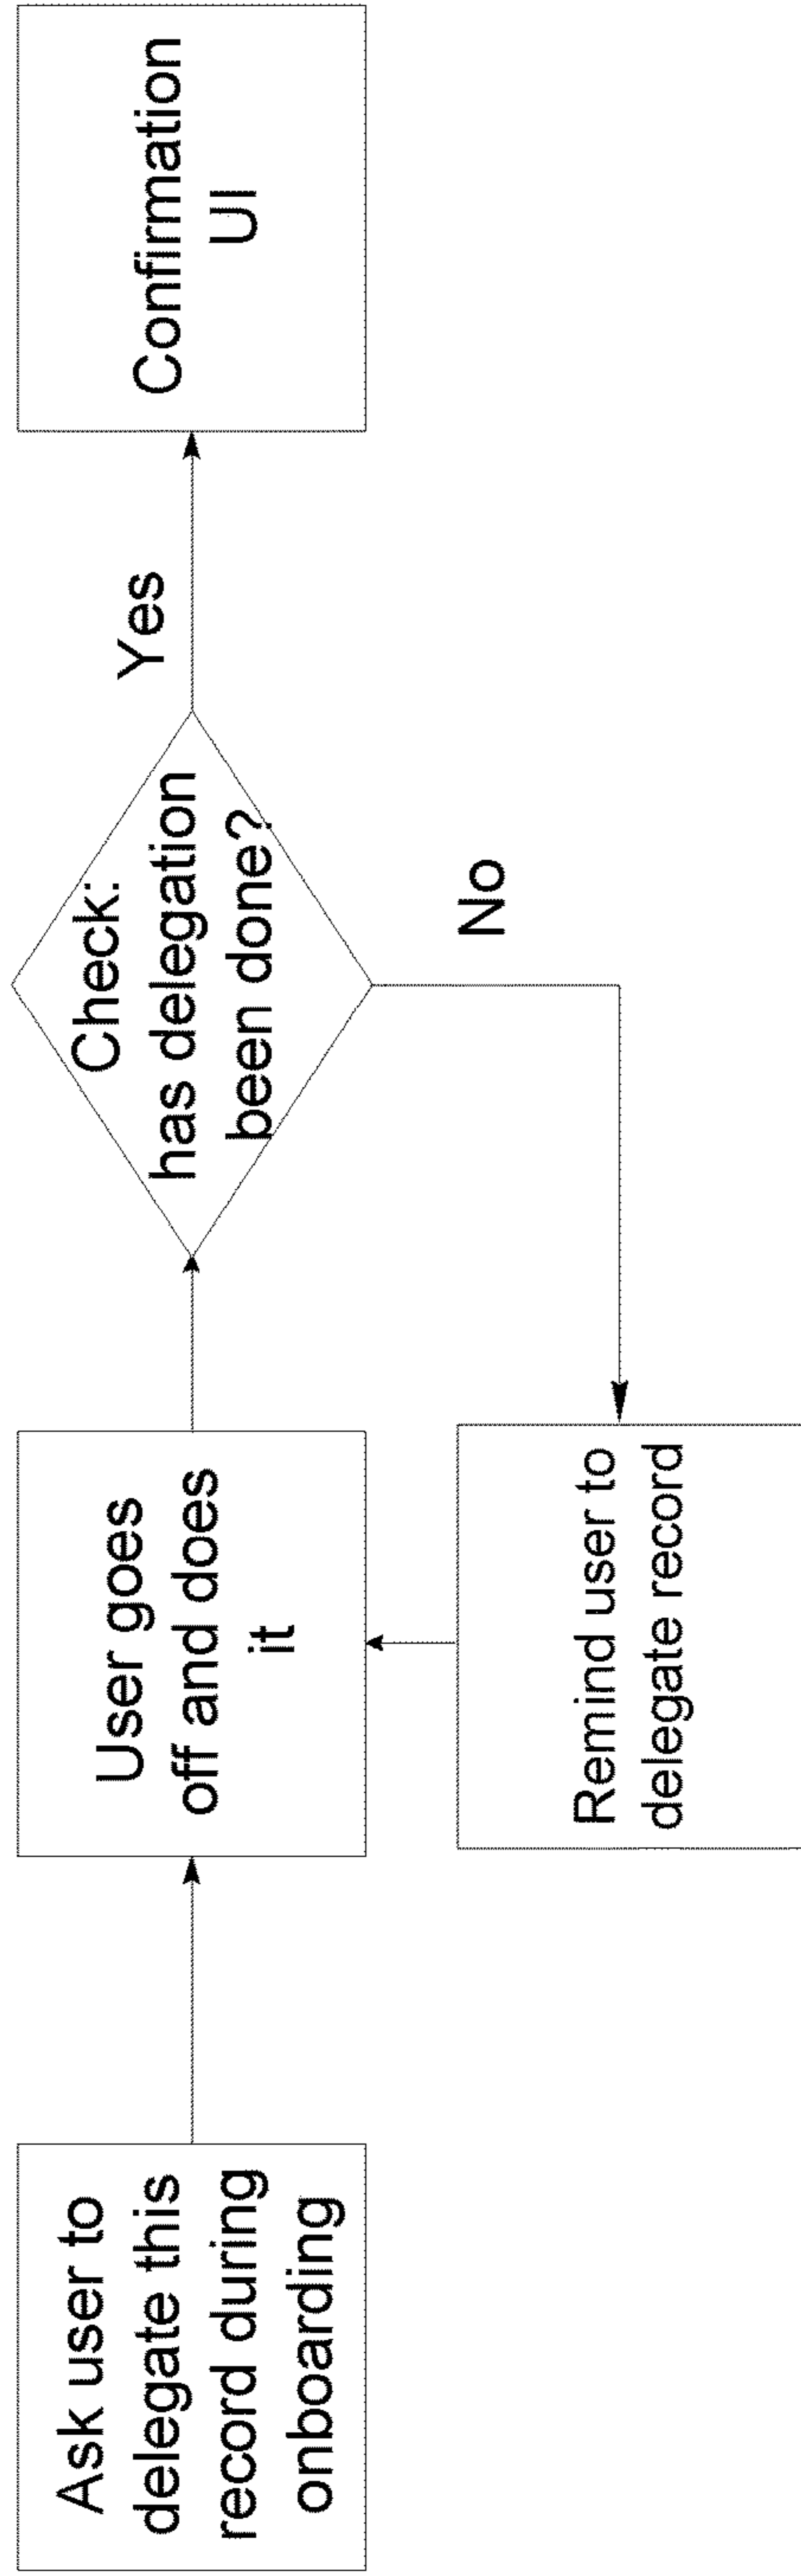 Ask user to
delegate this
record during
onboarding
User goes
off and does
it
Check:
has delegation
been done?
Yes
Confirmation
UI
No
Remind user to
delegate record